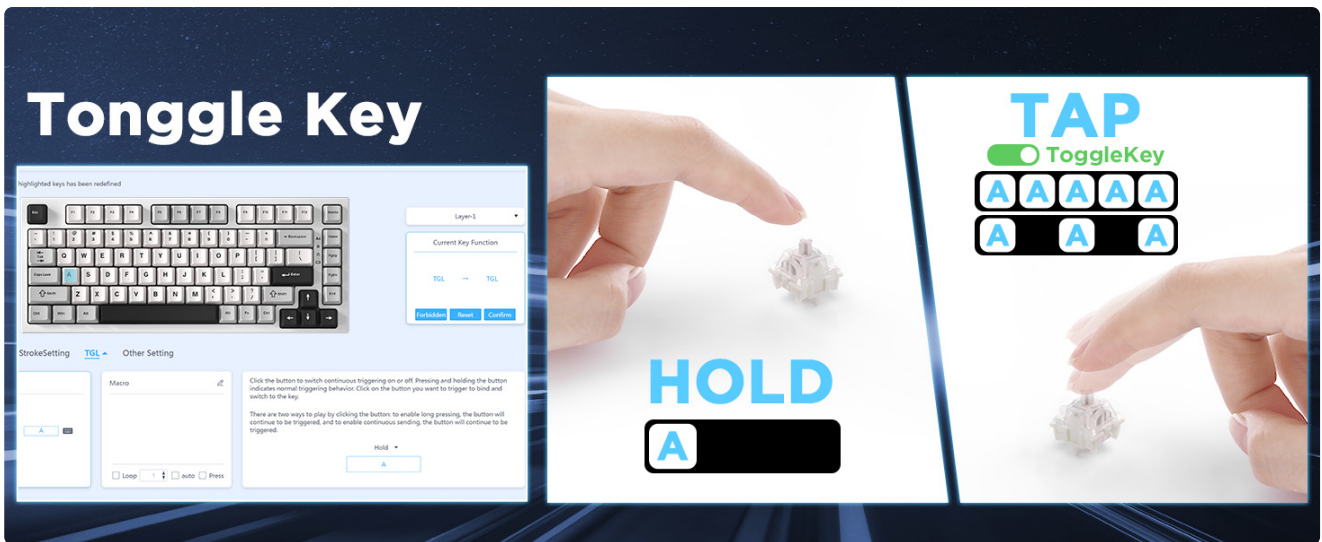 Tonggle Key
highlighted keys has been redefined
Layer-1
Current Key Function
TGL → TGL
Forbidden Reset Confirm
Q W E R T Y U I O P
A S D F G H J K L
Z X C V B N M
StrokeSetting TGL Other Setting
A
Macro
Loop 1 auto Press
Click the button to switch continuous triggering on or off. Pressing and holding the button
indicates normal triggering behavior. Click on the button you want to trigger to bind and
switch to the key.
There are two ways to play by clicking the button: to enable long pressing, the button will
continue to be triggered, and to enable continuous sending, the button will continue to be
triggered.
Hold
A
HOLD
A
TAP
ToggleKey
A A A A A
A A A